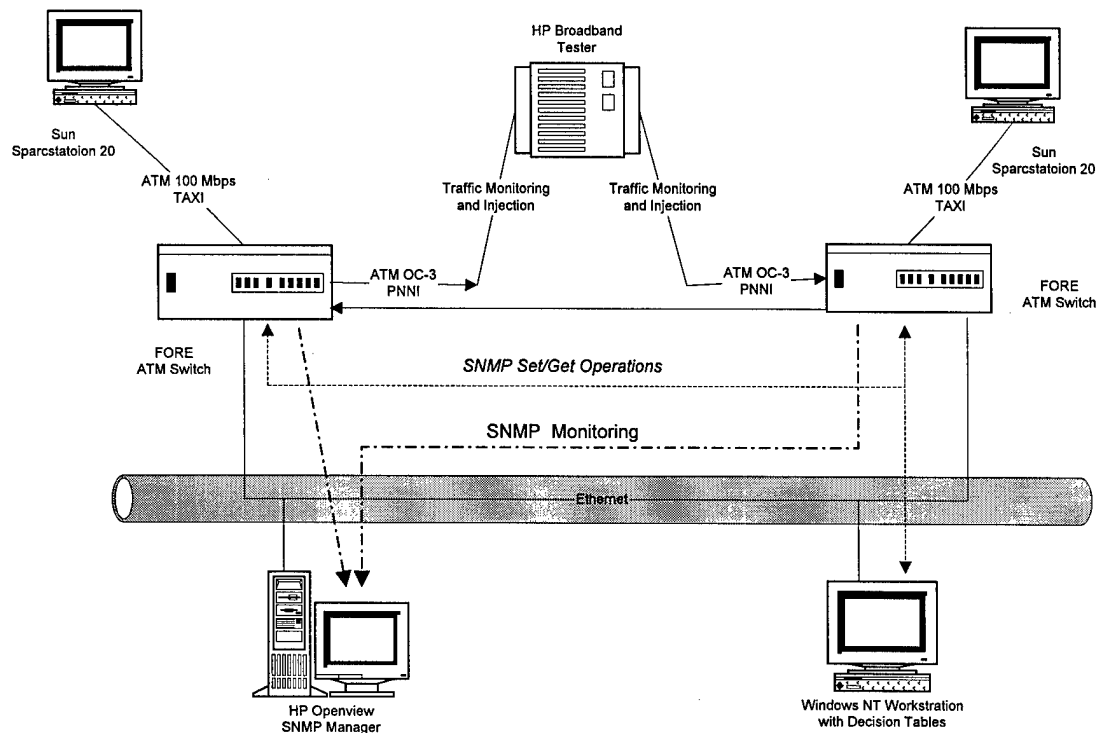 HP Broadband
Tester
Sun
Sparcstatoion 20
Sun
Sparcstatoion 20
ATM 100 Mbps
TAXI
Traffic Monitoring
and Injection
Traffic Monitoring
and Injection
ATM 100 Mbps
TAXI
ATM OC-3
PNNI
ATM OC-3
PNNI
FORE
ATM Switch
FORE
ATM Switch
SNMP Set/Get Operations
SNMP Monitoring
Ethernet
HP Openview
SNMP Manager
Windows NT Workstation
with Decision Tables